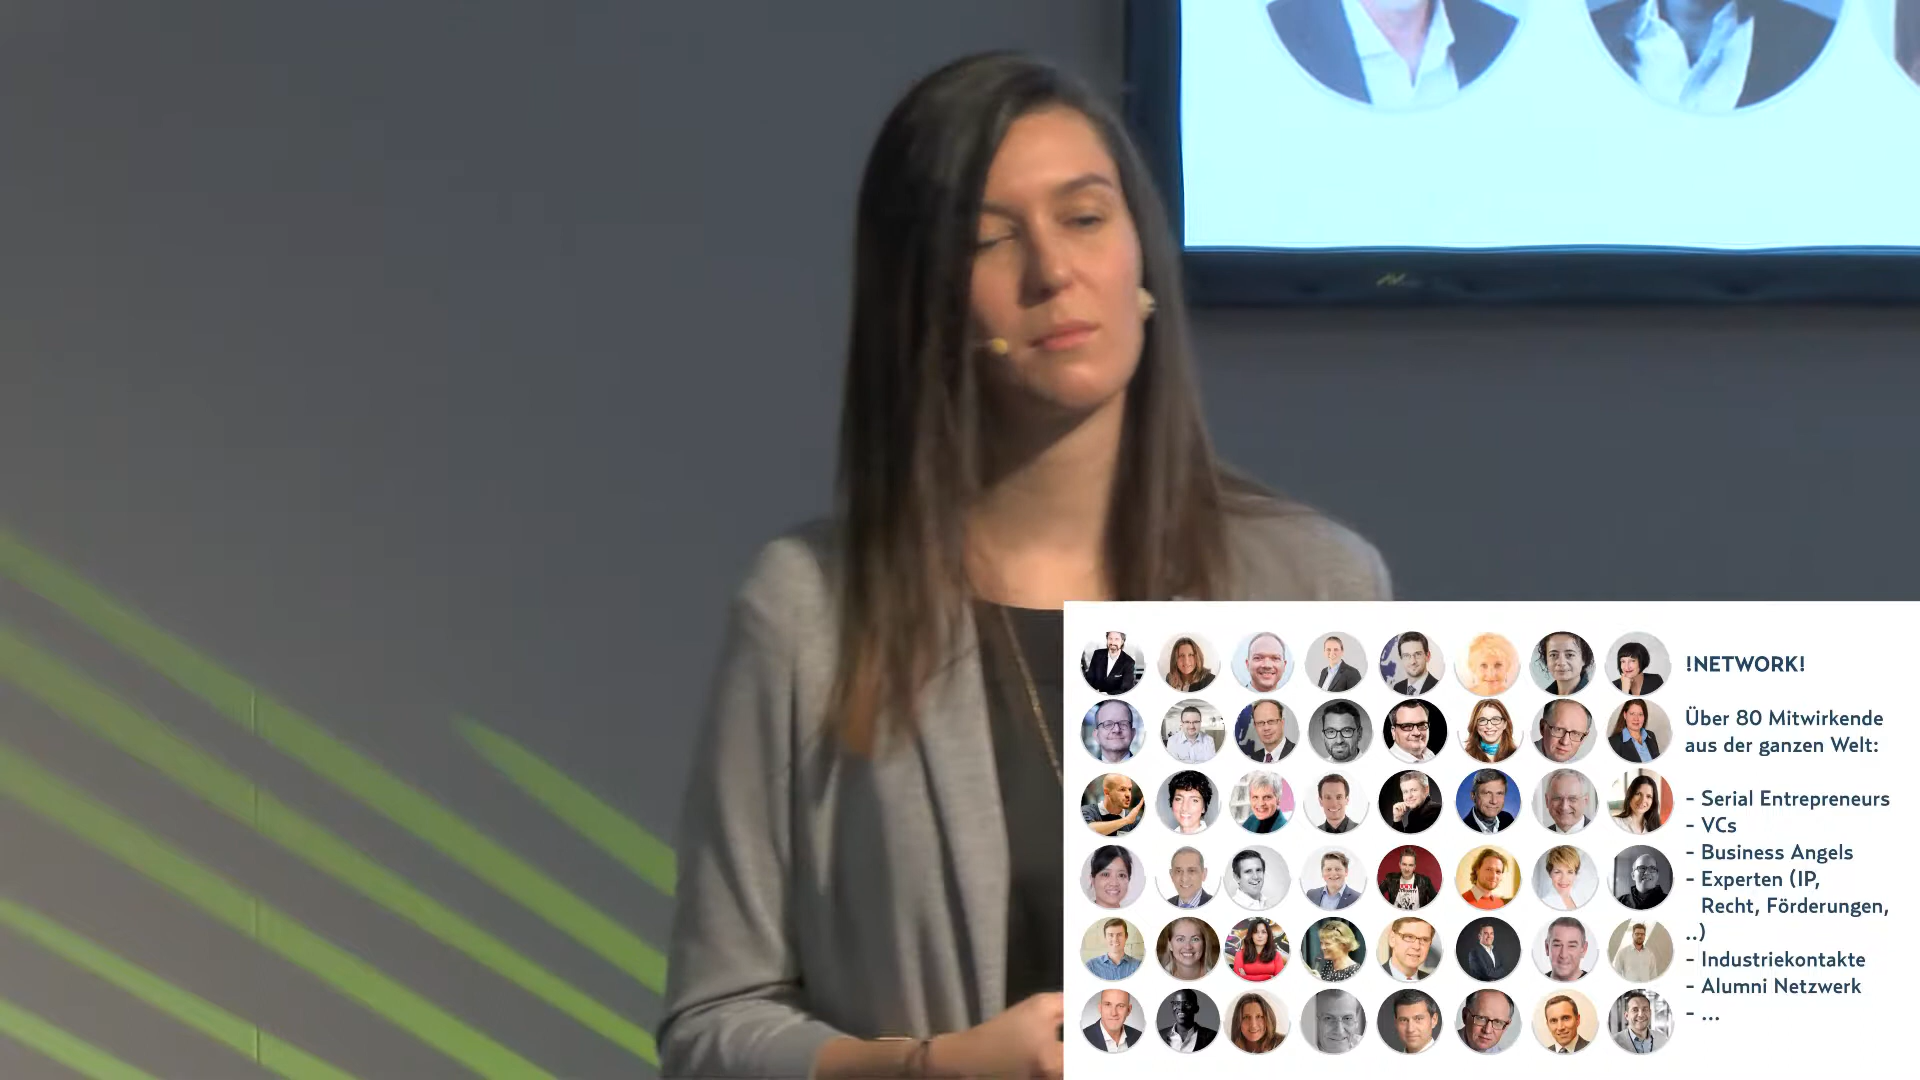 !NETWORK!
Über 80 Mitwirkende
aus der ganzen Welt:
- Serial Entrepreneurs
- VCs
- Business Angels
- Experten (IP,
Recht, Förderungen,
..)
- Industriekontakte
- Alumni Netzwerk
- ...